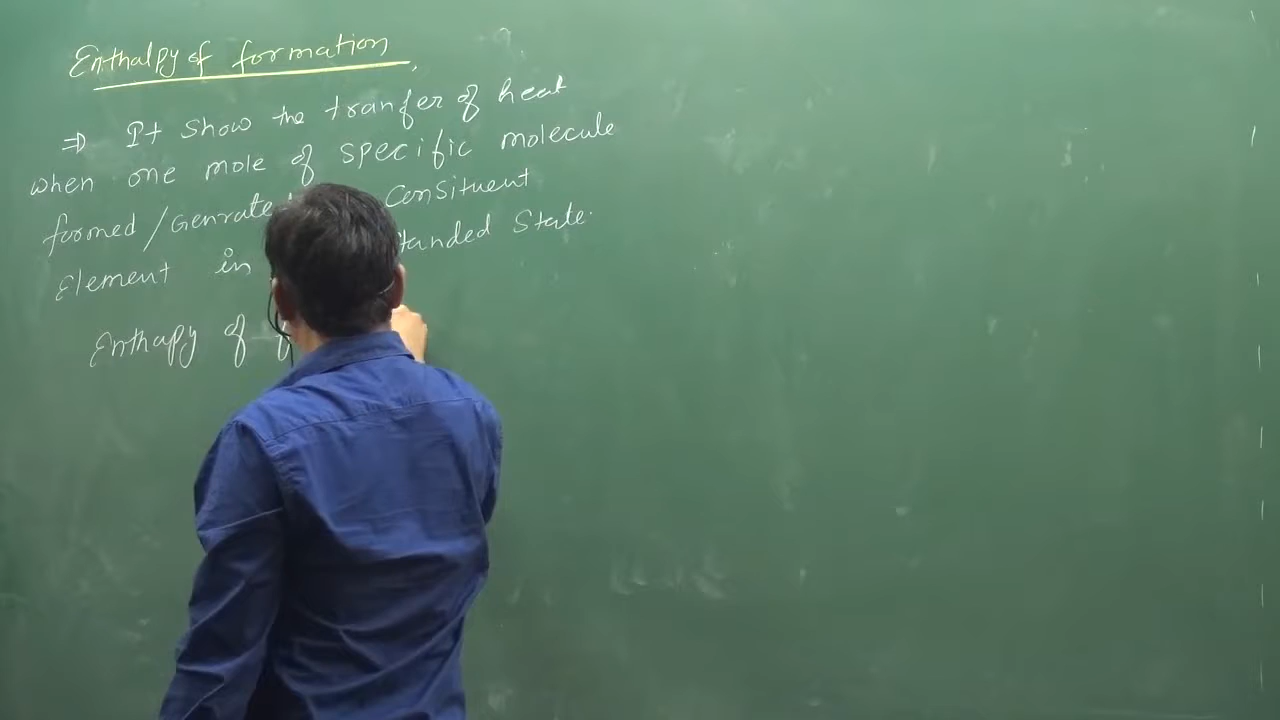 Enthalpy of formation
⇒ It show the tranfer of heat
when one mole of specific molecule
formed / Genrate Consituent
Element in Standed State.
Enthapy of